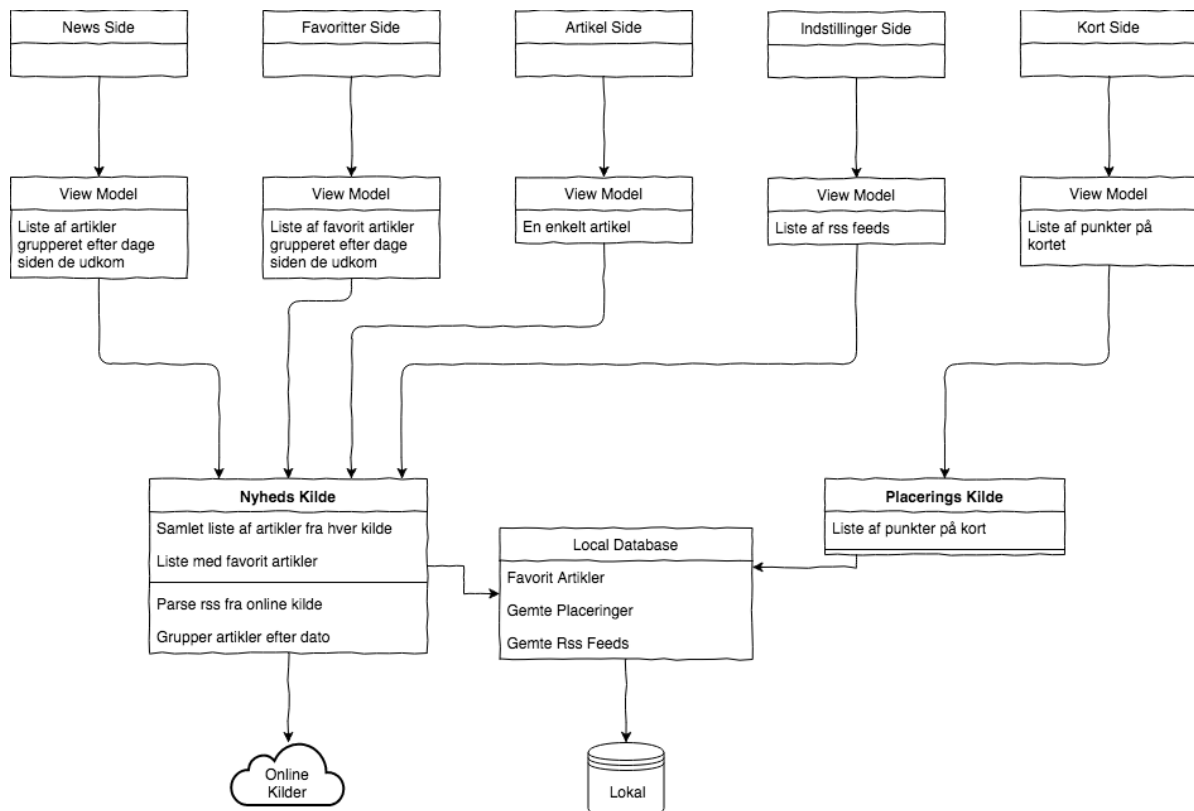 News Side
Favoritter Side
Artikel Side
Indstillinger Side
Kort Side
View Model
Liste af artikler
grupperet efter dage
siden de udkom
View Model
Liste af favorit artikler
grupperet efter dage
siden de udkom
View Model
En enkelt artikel
View Model
Liste af rss feeds
View Model
Liste af punkter på
kortet
Nyheds Kilde
Samlet liste af artikler fra hver kilde
Liste med favorit artikler
Parse rss fra online kilde
Grupper artikler efter dato
Local Database
Favorit Artikler
Gemte Placeringer
Gemte Rss Feeds
Placerings Kilde
Liste af punkter på kort
Online
Kilder
Lokal